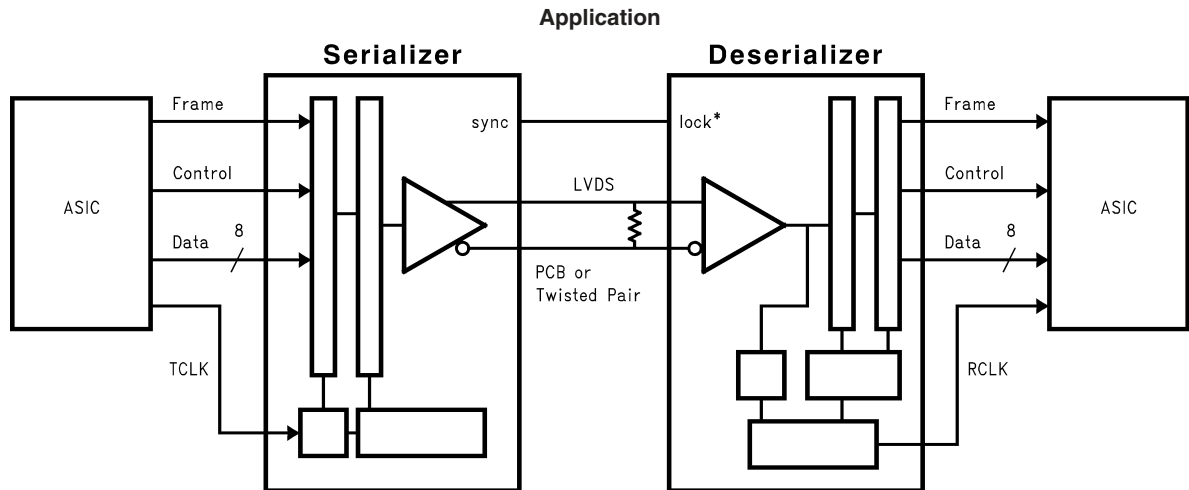 Application
Serializer
Deserializer
Frame
Control
ASIC
8
Data
TCLK
sync
lock*
LVDS
PCB or
Twisted Pair
Frame
Control
ASIC
8
Data
RCLK